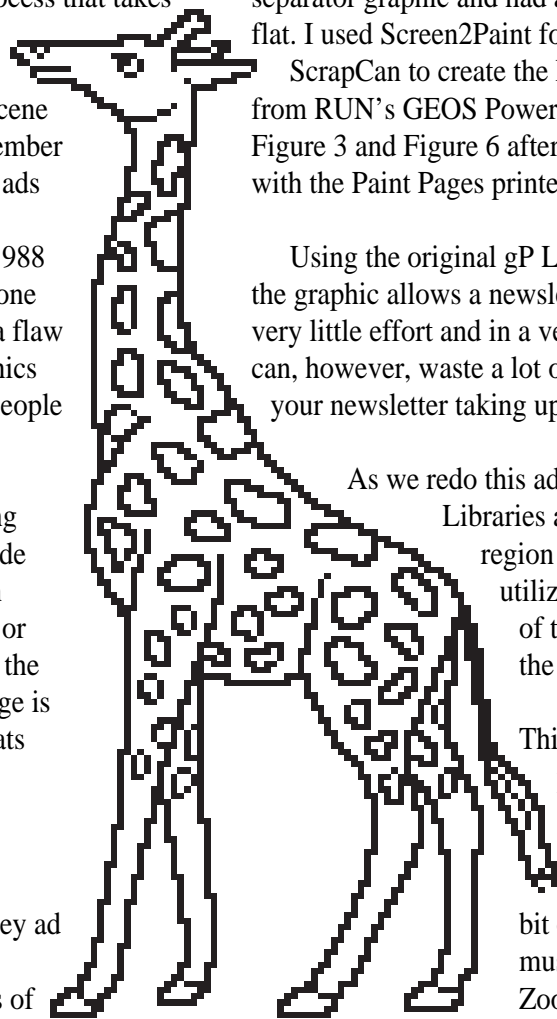 ocess that takes
cene
ember
ads
988
one
a flaw
nics
eople
ng
de
or
the
ge is
ats
ey ad
s of
separator graphic and had a
flat. I used Screen2Paint fo
ScrapCan to create the
from RUN's GEOS Power
Figure 3 and Figure 6 after
with the Paint Pages printe
Using the original gP L
the graphic allows a newsle
very little effort and in a ve
can, however, waste a lot o
your newsletter taking up
As we redo this ad
Libraries a
region
utiliz
of t
the
Thi
bit
mu
Zoo